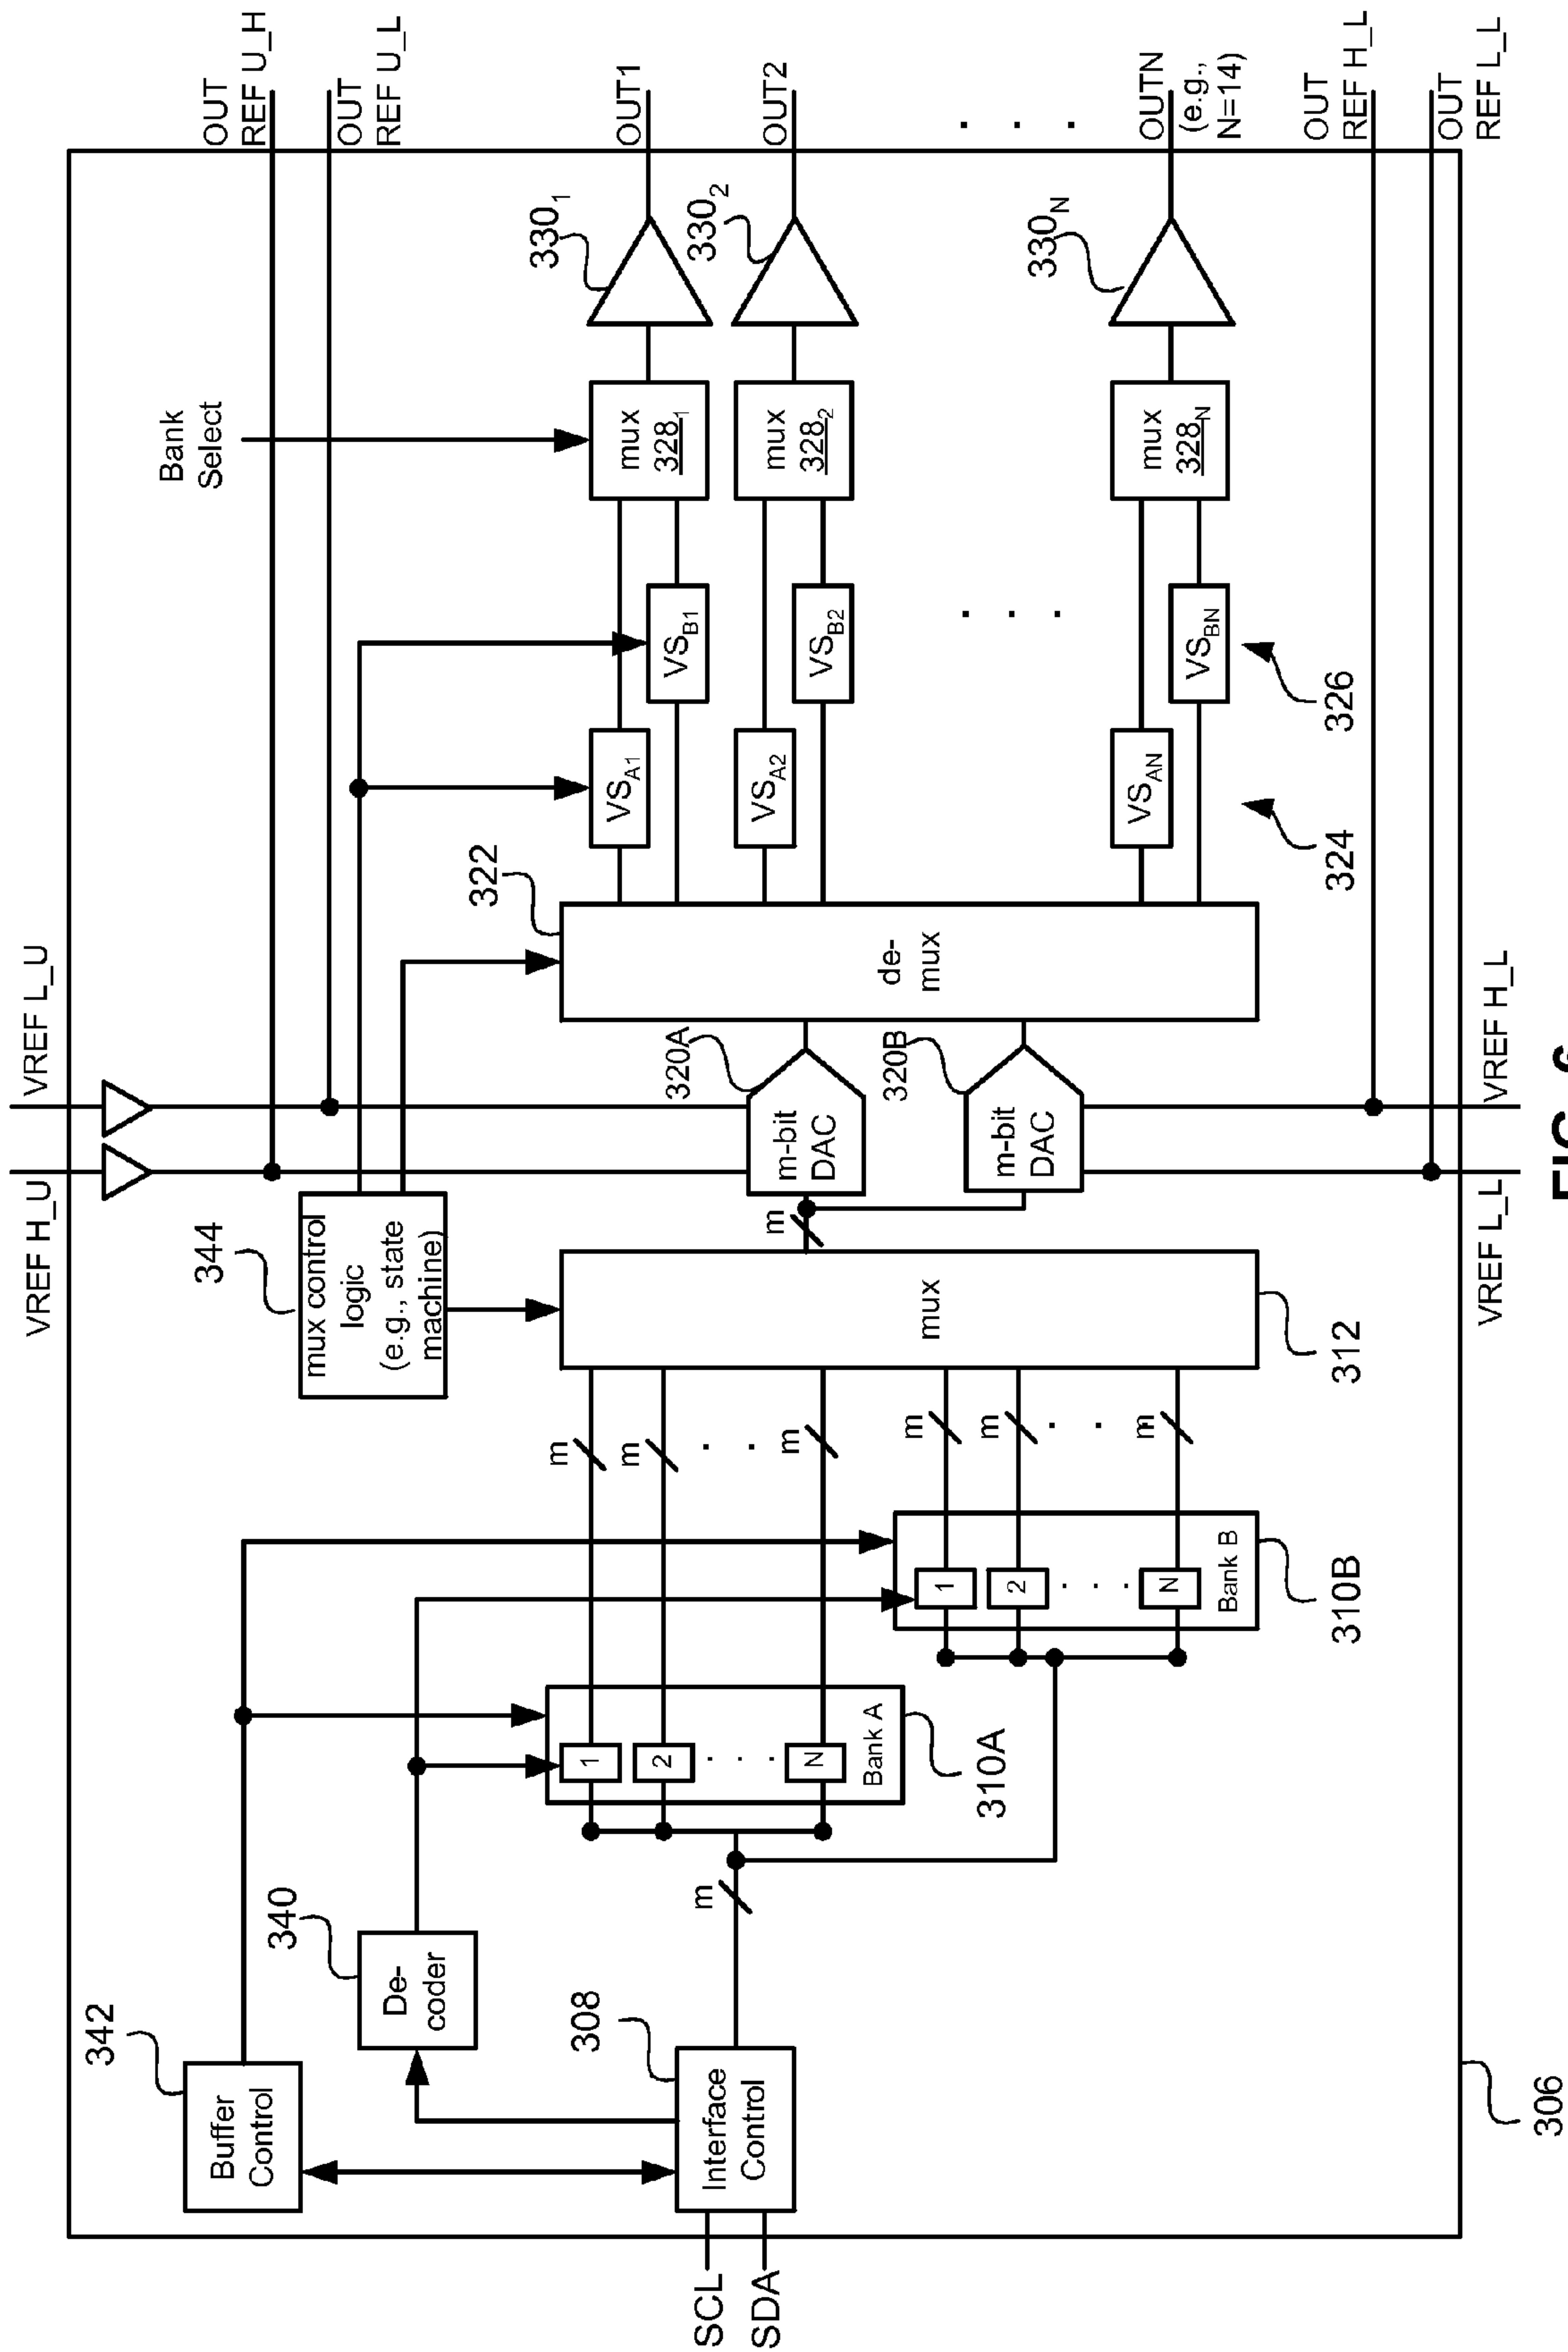 VREF H_U
VREF L_U
OUT
REF U_H
OUT
REF U_L
Bank
Select
342
Buffer
Control
340
De-
coder
344
mux control
logic
(e.g., state
machine)
322
308
Interface
Control
SCL
SDA
m
1
2
. . .
N
Bank A
310A
1
2
. . .
N
Bank B
310B
m
m
. .
m
m
m
. .
m
mux
312
m
m-bit
DAC
320A
m-bit
DAC
320B
de-
mux
VSA1
VSB1
VSA2
VSB2
. . .
VSAN
VSBN
324
326
mux
3281
mux
3282
mux
328N
3301
3302
330N
OUT1
OUT2
. . .
OUTN
(e.g.,
N=14)
OUT
REF H_L
OUT
REF L_L
VREF L_L
VREF H_L
306
FIG. 6